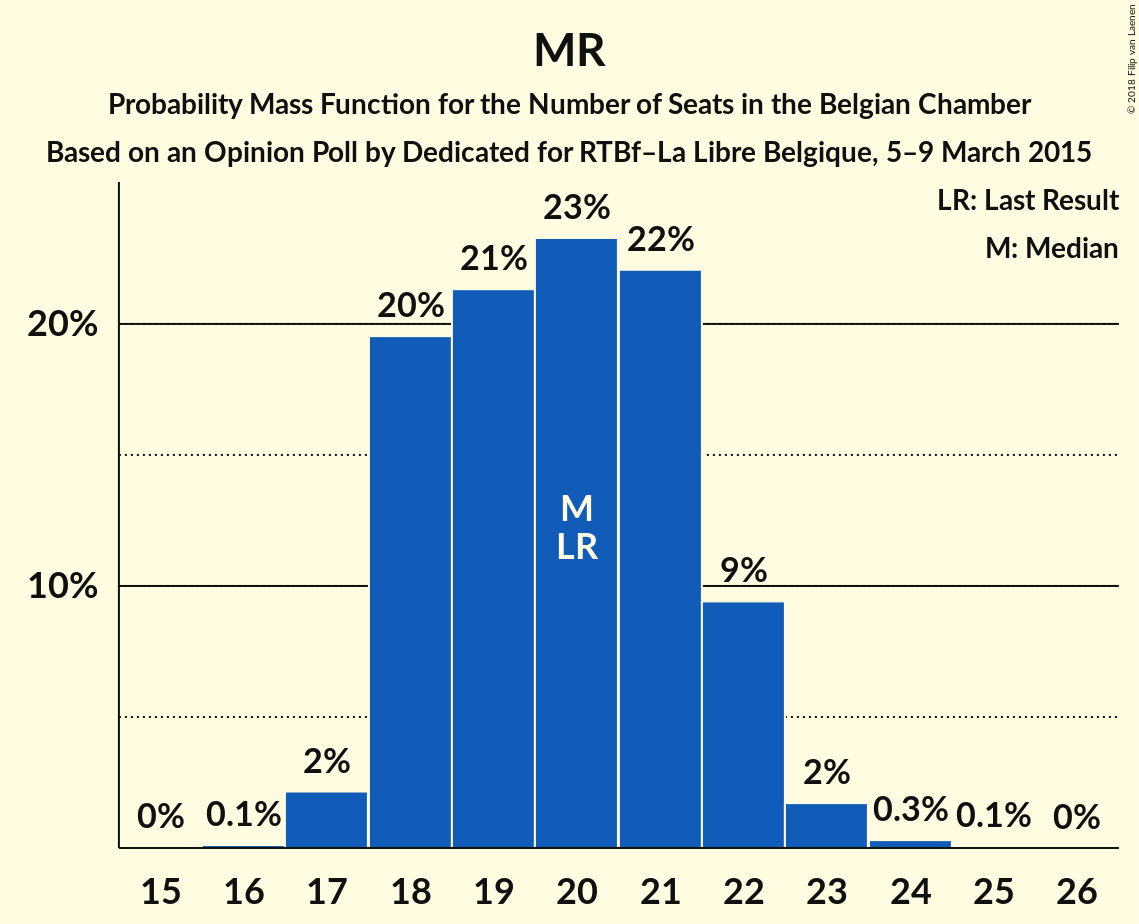 MR
Probability Mass Function for the Number of Seats in the Belgian Chamber
Based on an Opinion Poll by Dedicated for RTBf–La Libre Belgique, 5–9 March 2015
© 2018 Filip van Laenen
LR: Last Result
M: Median
20%
10%
0%
0.1%
2%
20%
21%
23%
22%
9%
2%
0.3%
0.1%
0%
M
LR
15 16 17 18 19 20 21 22 23 24 25 26